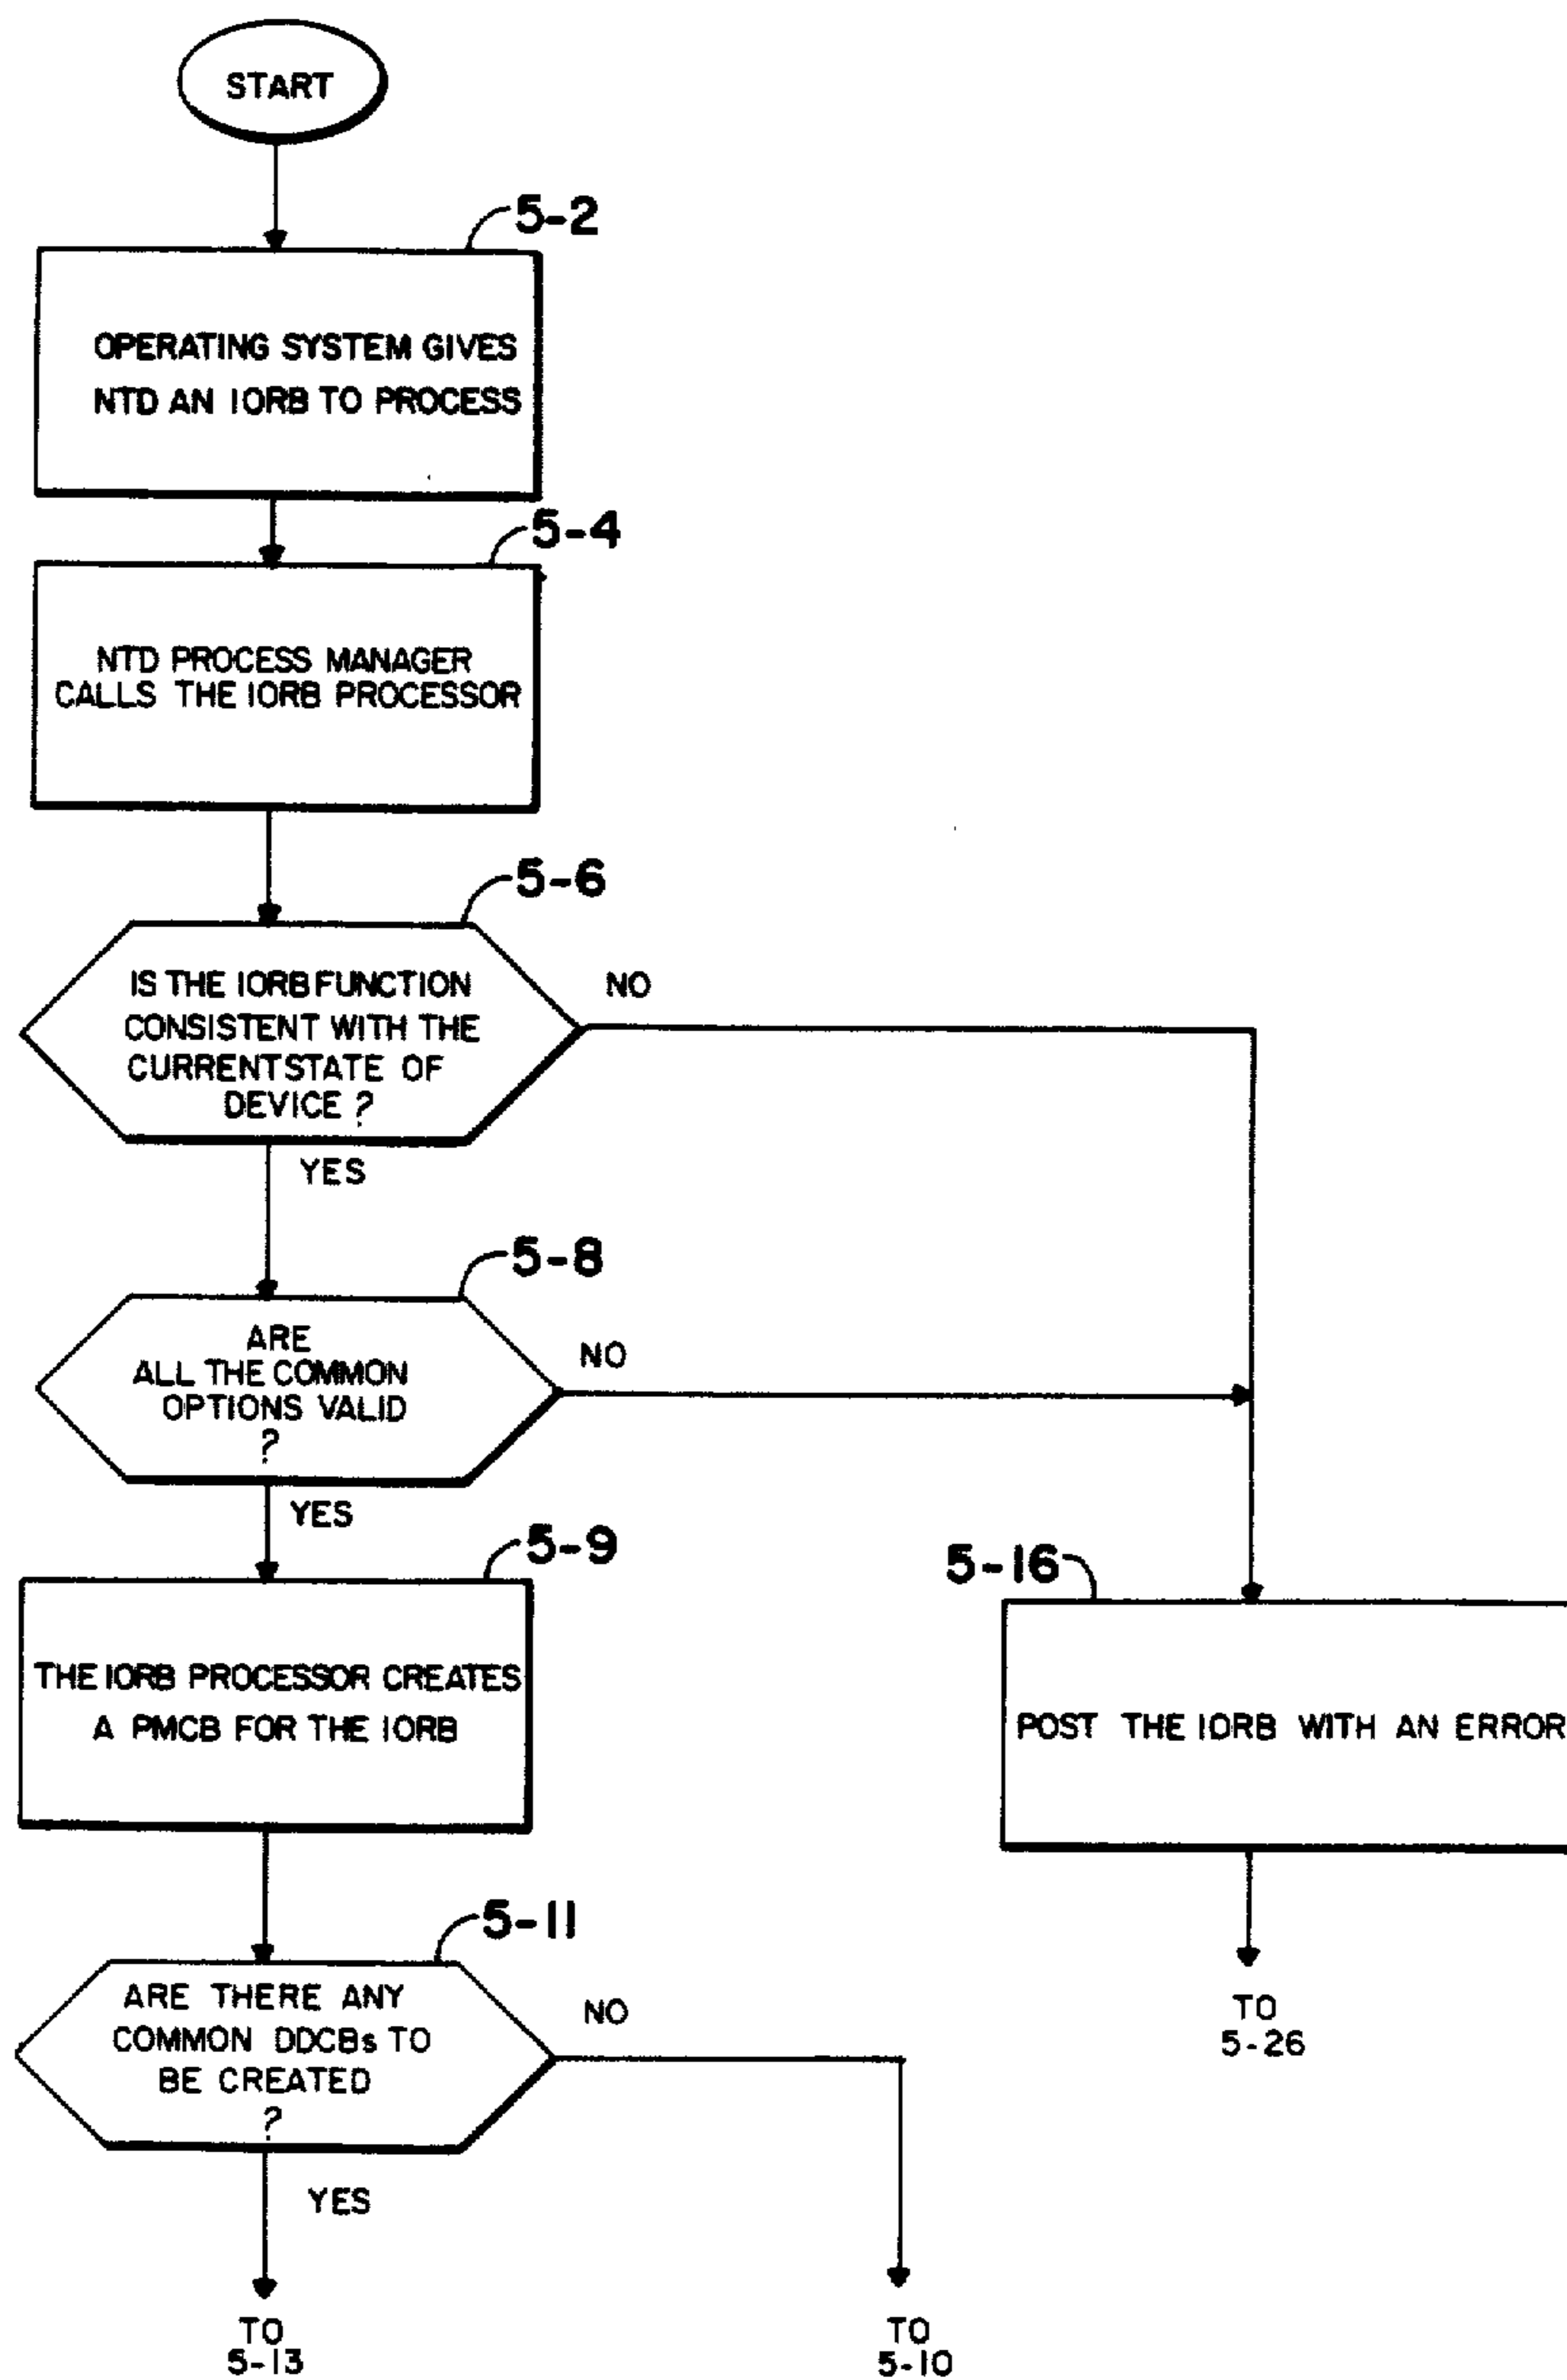 START
5-2
OPERATING SYSTEM GIVES
NTD AN IORB TO PROCESS
5-4
NTD PROCESS MANAGER
CALLS THE IORB PROCESSOR
5-6
IS THE IORB FUNCTION
CONSISTENT WITH THE
CURRENT STATE OF
DEVICE ?
NO
YES
5-8
ARE
ALL THE COMMON
OPTIONS VALID
?
NO
YES
5-9
THE IORB PROCESSOR CREATES
A PMCB FOR THE IORB
5-16
POST THE IORB WITH AN ERROR
TO
5-26
5-11
ARE THERE ANY
COMMON DDCBs TO
BE CREATED
?
NO
YES
TO
5-13
TO
5-10